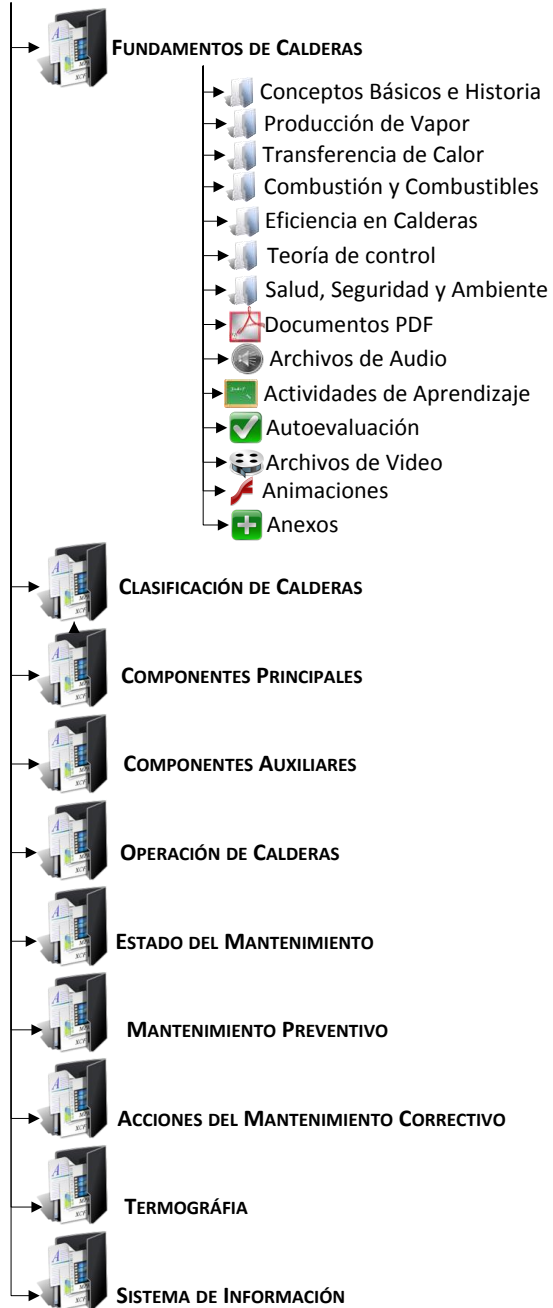 FUNDAMENTOS DE CALDERAS
Conceptos Básicos e Historia
Producción de Vapor
Transferencia de Calor
Combustión y Combustibles
Eficiencia en Calderas
Teoría de control
Salud, Seguridad y Ambiente
Documentos PDF
Archivos de Audio
Actividades de Aprendizaje
Autoevaluación
Archivos de Video
Animaciones
Anexos
CLASIFICACIÓN DE CALDERAS
COMPONENTES PRINCIPALES
COMPONENTES AUXILIARES
OPERACIÓN DE CALDERAS
ESTADO DEL MANTENIMIENTO
MANTENIMIENTO PREVENTIVO
ACCIONES DEL MANTENIMIENTO CORRECTIVO
TERMOGRÁFIA
SISTEMA DE INFORMACIÓN